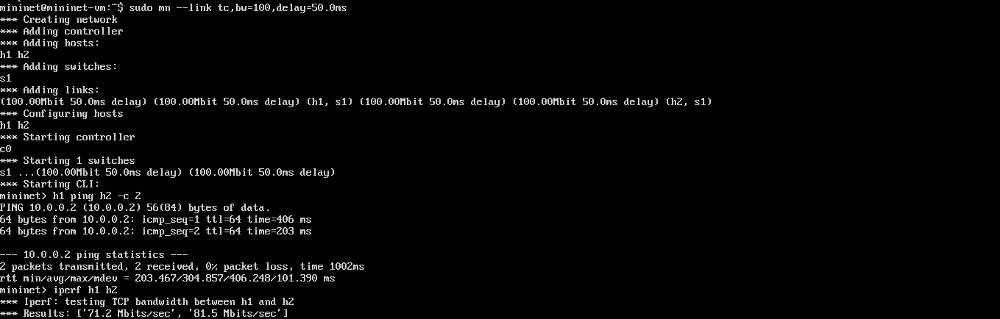 mininet@mininet-vm:~$ sudo mn --link tc,bw=100,delay=50.0ms
*** Creating network
*** Adding controller
*** Adding hosts:
h1 h2
*** Adding switches:
s1
*** Adding links:
(100.00Mbit 50.0ms delay) (100.00Mbit 50.0ms delay) (h1, s1) (100.00Mbit 50.0ms delay) (100.00Mbit 50.0ms delay) (h2, s1)
*** Configuring hosts
h1 h2
*** Starting controller
c0
*** Starting 1 switches
s1 ...(100.00Mbit 50.0ms delay) (100.00Mbit 50.0ms delay)
*** Starting CLI:
mininet> h1 ping h2 -c 2
PING 10.0.0.2 (10.0.0.2) 56(84) bytes of data.
64 bytes from 10.0.0.2: icmp_seq=1 ttl=64 time=406 ms
64 bytes from 10.0.0.2: icmp_seq=2 ttl=64 time=203 ms

--- 10.0.0.2 ping statistics ---
2 packets transmitted, 2 received, 0% packet loss, time 1002ms
rtt min/avg/max/mdev = 203.467/304.857/406.248/101.390 ms
mininet> iperf h1 h2
*** Iperf: testing TCP bandwidth between h1 and h2
*** Results: ['71.2 Mbits/sec', '81.5 Mbits/sec']